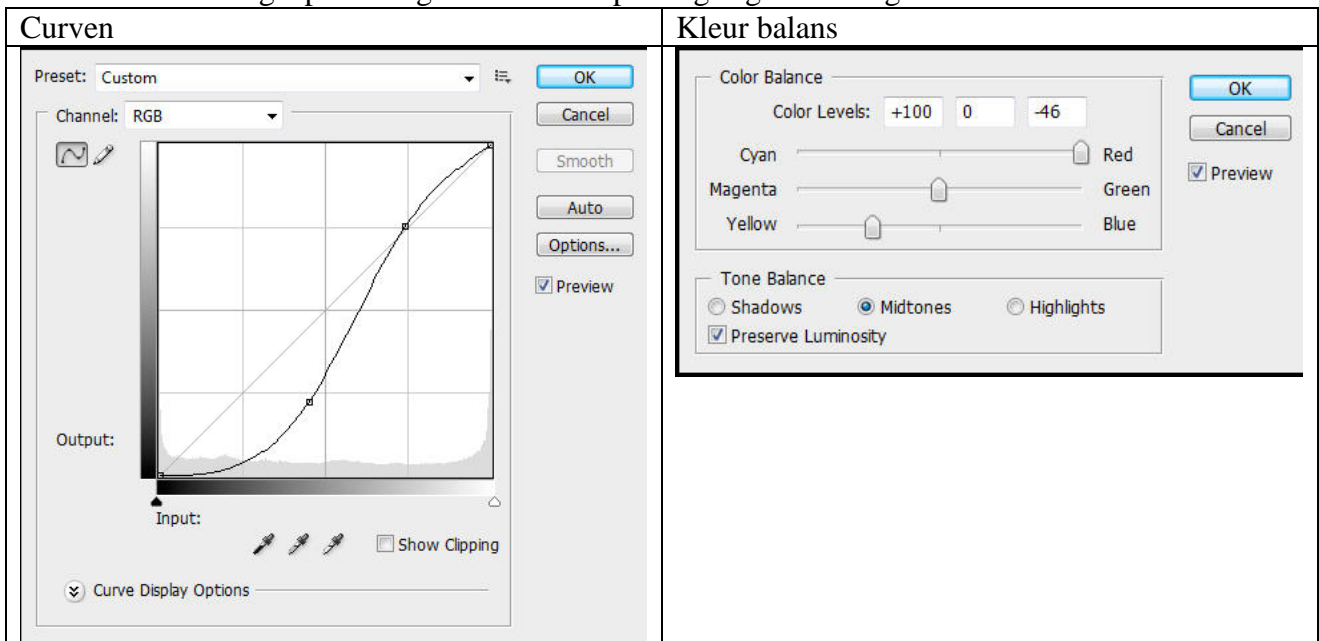 Curven
Kleur balans
Preset: Custom
OK
Channel: RGB
Cancel
Smooth
Auto
Options...
Preview
Output:
Input:
Show Clipping
Curve Display Options
Color Balance
OK
Color Levels: +100 0 -46
Cancel
Cyan Red
Preview
Magenta Green
Yellow Blue
Tone Balance
Shadows Midtones Highlights
Preserve Luminosity